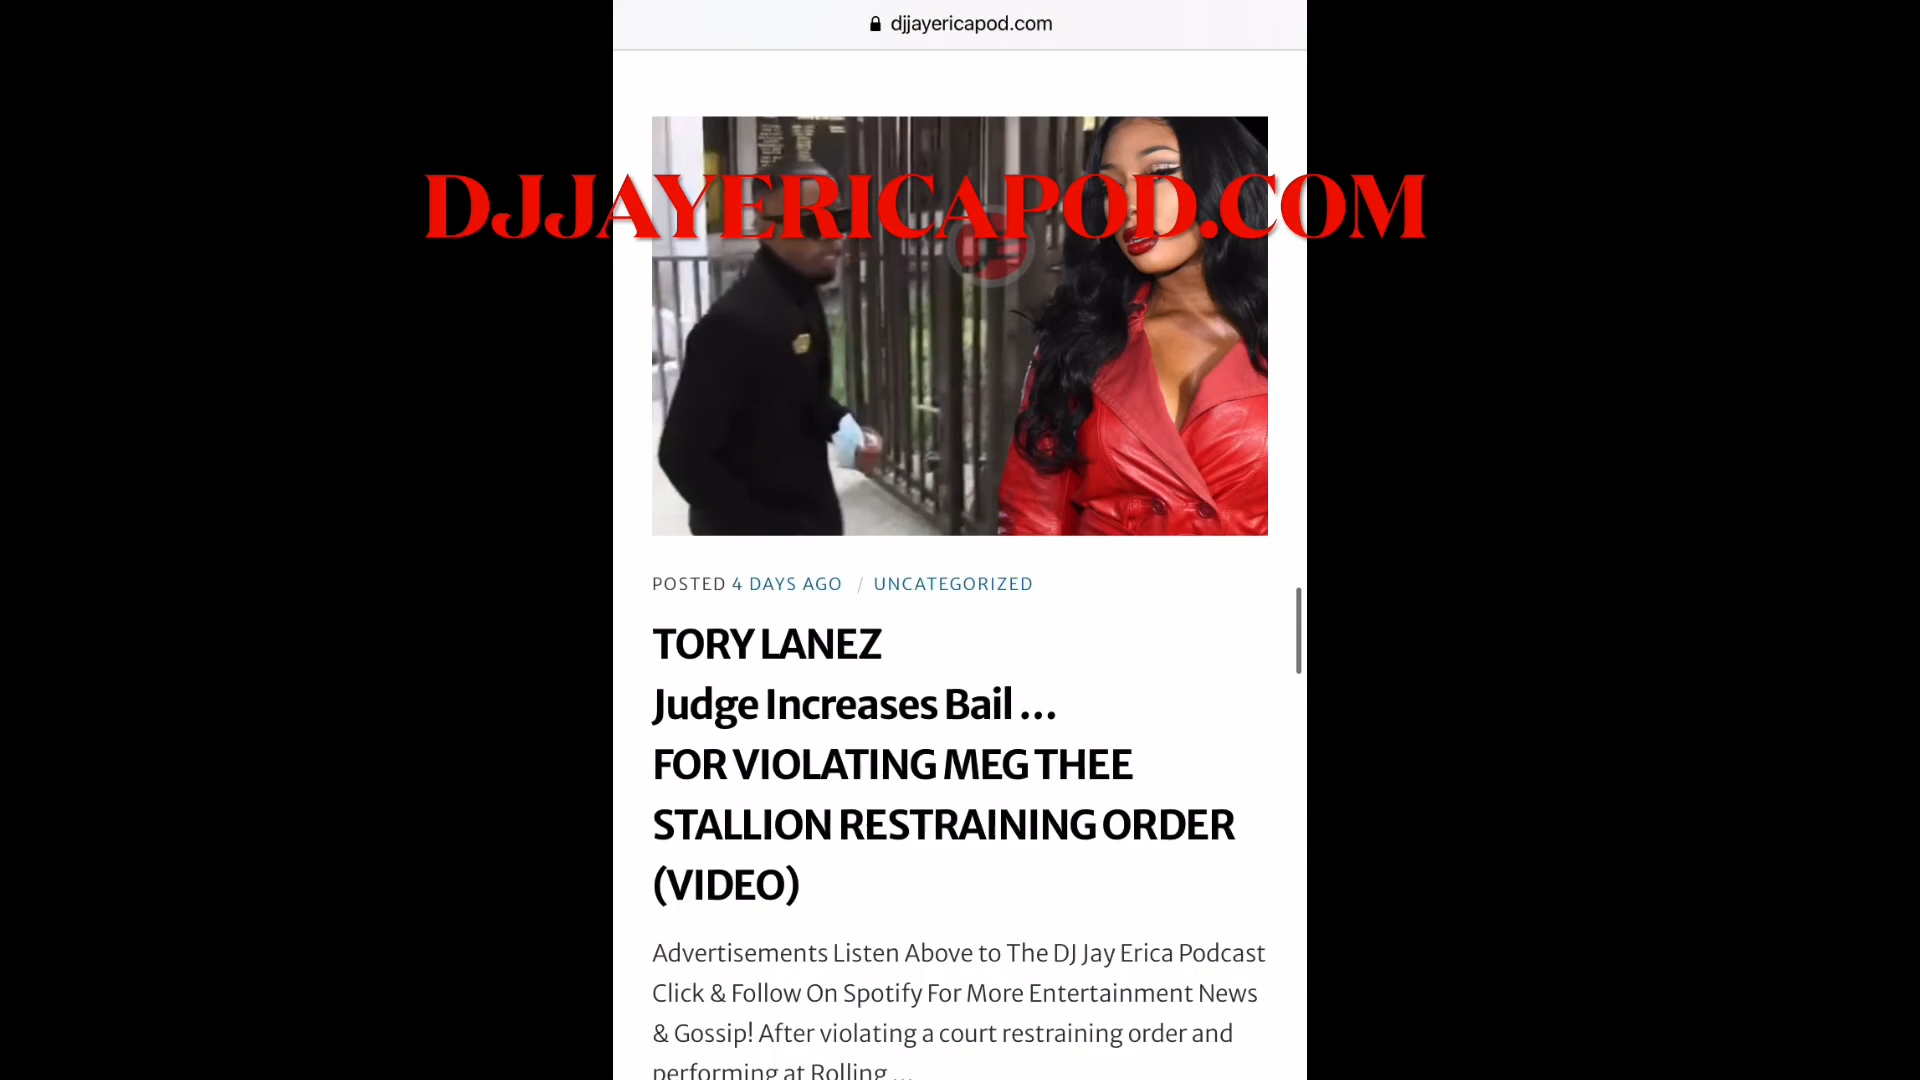 djjayericapod.com
DJJAYERICAPOD.COM
POSTED 4 DAYS AGO / UNCATEGORIZED
TORY LANEZ
Judge Increases Bail …
FOR VIOLATING MEG THEE
STALLION RESTRAINING ORDER
(VIDEO)
Advertisements Listen Above to The DJ Jay Erica Podcast
Click & Follow On Spotify For More Entertainment News
& Gossip! After violating a court restraining order and
performing at Rolling …